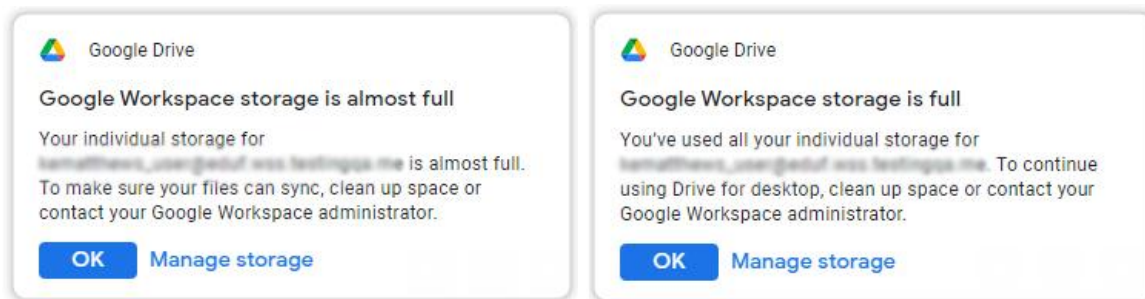 Google Drive
Google Workspace storage is almost full
Your individual storage for
is almost full.
To make sure your files can sync, clean up space or
contact your Google Workspace administrator.
OK Manage storage
Google Drive
Google Workspace storage is full
You've used all your individual storage for
. To continue
using Drive for desktop, clean up space or contact your
Google Workspace administrator.
OK Manage storage